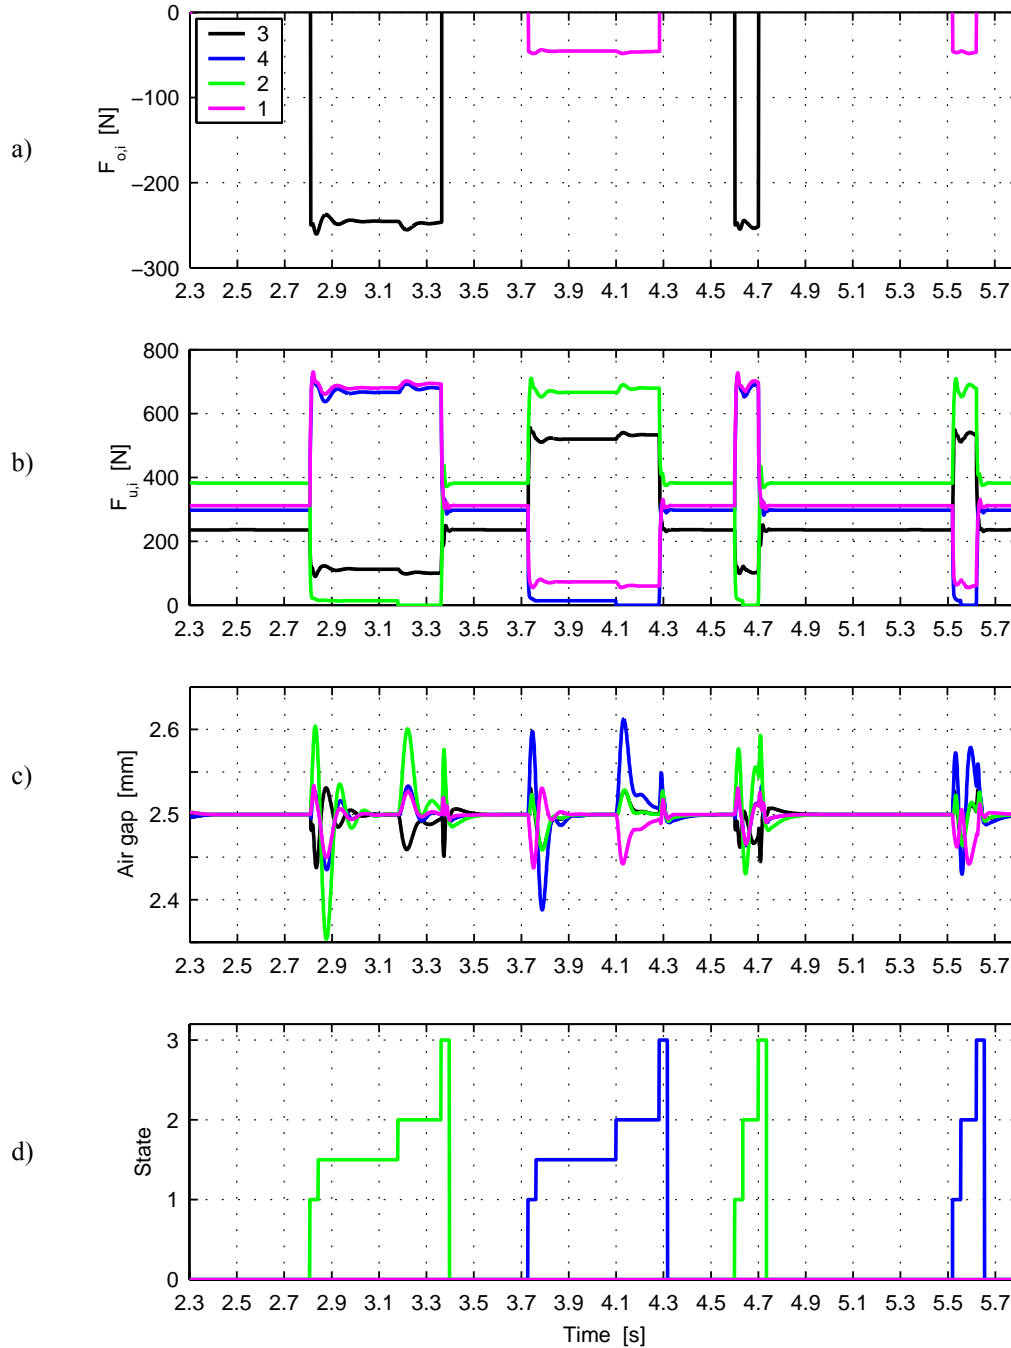 a)
F_{o,i} [N]
0
−100
−200
−300
3
4
2
1
2.3 2.5 2.7 2.9 3.1 3.3 3.5 3.7 3.9 4.1 4.3 4.5 4.7 4.9 5.1 5.3 5.5 5.7
b)
F_{u,i} [N]
800
600
400
200
0
2.3 2.5 2.7 2.9 3.1 3.3 3.5 3.7 3.9 4.1 4.3 4.5 4.7 4.9 5.1 5.3 5.5 5.7
c)
Air gap [mm]
2.6
2.5
2.4
2.3 2.5 2.7 2.9 3.1 3.3 3.5 3.7 3.9 4.1 4.3 4.5 4.7 4.9 5.1 5.3 5.5 5.7
d)
State
3
2
1
0
2.3 2.5 2.7 2.9 3.1 3.3 3.5 3.7 3.9 4.1 4.3 4.5 4.7 4.9 5.1 5.3 5.5 5.7
Time [s]